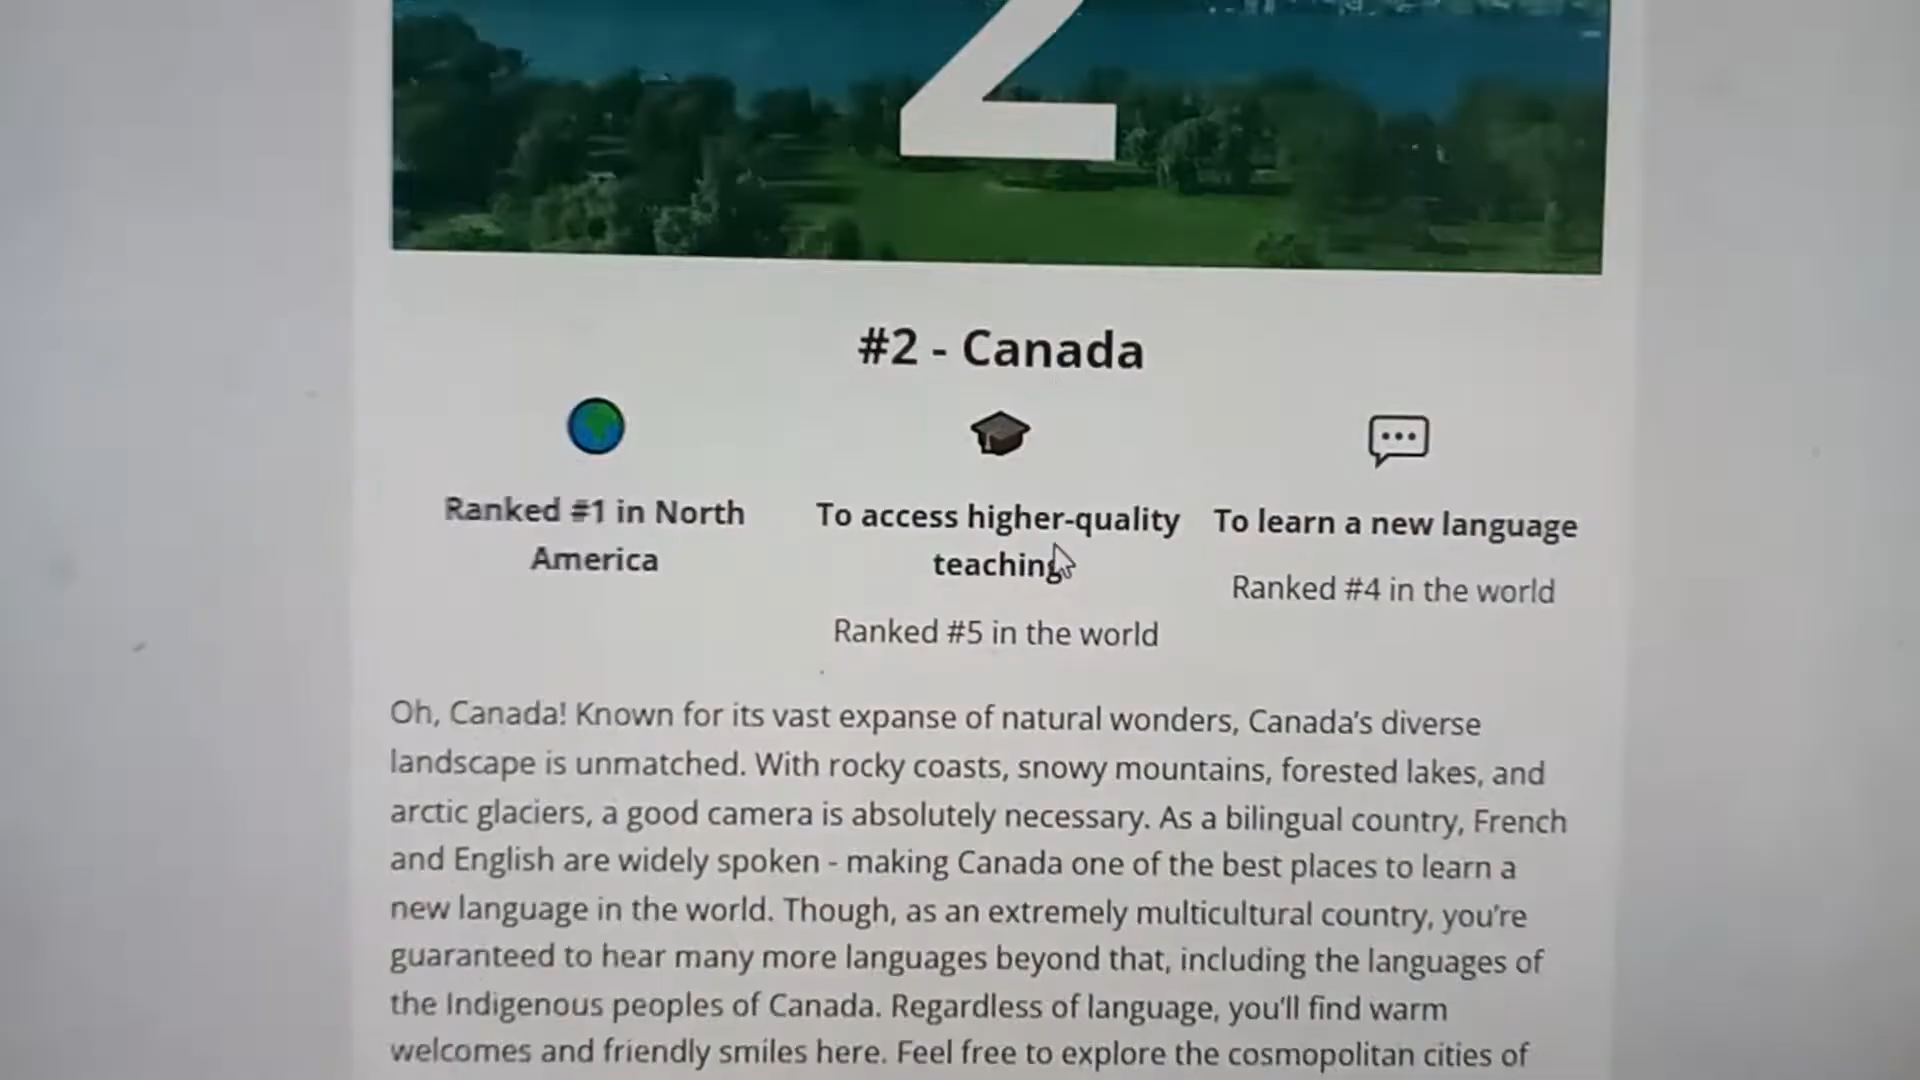 2
#2 - Canada
Ranked #1 in North
America
To access higher-quality
teaching
Ranked #5 in the world
To learn a new language
Ranked #4 in the world
Oh, Canada! Known for its vast expanse of natural wonders, Canada's diverse
landscape is unmatched. With rocky coasts, snowy mountains, forested lakes, and
arctic glaciers, a good camera is absolutely necessary. As a bilingual country, French
and English are widely spoken - making Canada one of the best places to learn a
new language in the world. Though, as an extremely multicultural country, you're
guaranteed to hear many more languages beyond that, including the languages of
the Indigenous peoples of Canada. Regardless of language, you'll find warm
welcomes and friendly smiles here. Feel free to explore the cosmopolitan cities of